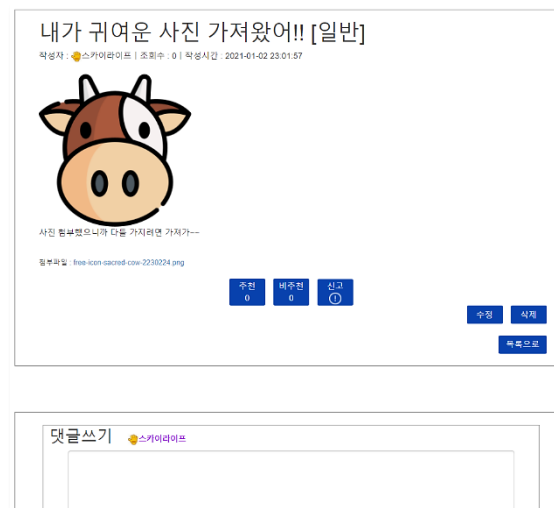 내가 귀여운 사진 가져왔어!! [일반]
작성자 : 스카이라이프 | 조회수 : 0 | 작성시간 : 2021-01-02 23:01:57
사진 첨부했으니까 다들 가지려면 가져가~~
첨부파일 : free-icon-sacred-cow-2230224.png
추천 비추천 신고
0 0
수정 삭제
목록으로
댓글쓰기 스카이라이프